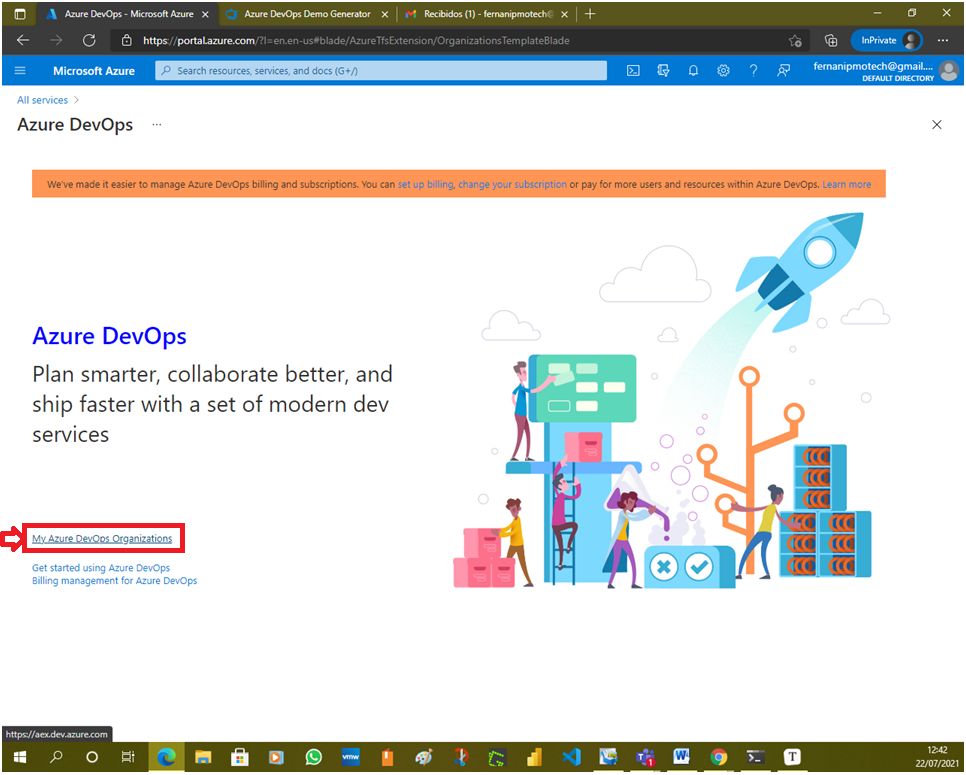 Azure DevOps - Microsoft Azure
Azure DevOps Demo Generator
Recibidos (1) - fernanipmotech@
https://portal.azure.com/?l=en.en-us#blade/AzureTfsExtension/OrganizationsTemplateBlade
InPrivate
Microsoft Azure
Search resources, services, and docs (G+/)
fernanipmotech@gmail....
DEFAULT DIRECTORY
All services >
Azure DevOps ...
We've made it easier to manage Azure DevOps billing and subscriptions. You can set up billing, change your subscription or pay for more users and resources within Azure DevOps. Learn more
Azure DevOps
Plan smarter, collaborate better, and
ship faster with a set of modern dev
services
My Azure DevOps Organizations
Get started using Azure DevOps
Billing management for Azure DevOps
https://aex.dev.azure.com
vmw
W
T
1
12:42
22/07/2021